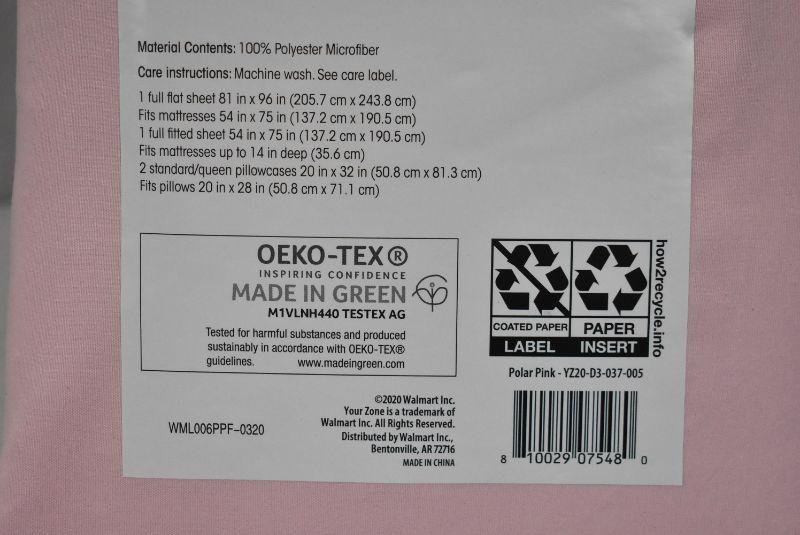 Material Contents: 100% Polyester Microfiber
Care instructions: Machine wash. See care label.
1 full flat sheet 81 in x 96 in (205.7 cm x 243.8 cm)
Fits mattresses 54 in x 75 in (137.2 cm x 190.5 cm)
1 full fitted sheet 54 in x 75 in (137.2 cm x 190.5 cm)
Fits mattresses up to 14 in deep (35.6 cm)
2 standard/queen pillowcases 20 in x 32 in (50.8 cm x 81.3 cm)
Fits pillows 20 in x 28 in (50.8 cm x 71.1 cm)
OEKO-TEX®
INSPIRING CONFIDENCE
MADE IN GREEN
M1VLNH440 TESTEX AG
Tested for harmful substances and produced
sustainably in accordance with OEKO-TEX®
guidelines. www.madeingreen.com
COATED PAPER
LABEL
PAPER
INSERT
how2recycle.info
Polar Pink - YZ20-D3-037-005
WML006PPF-0320
©2020 Walmart Inc.
Your Zone is a trademark of
Walmart Inc. All Rights Reserved.
Distributed by Walmart Inc.,
Bentonville, AR 72716
MADE IN CHINA
8 10029 07548 0